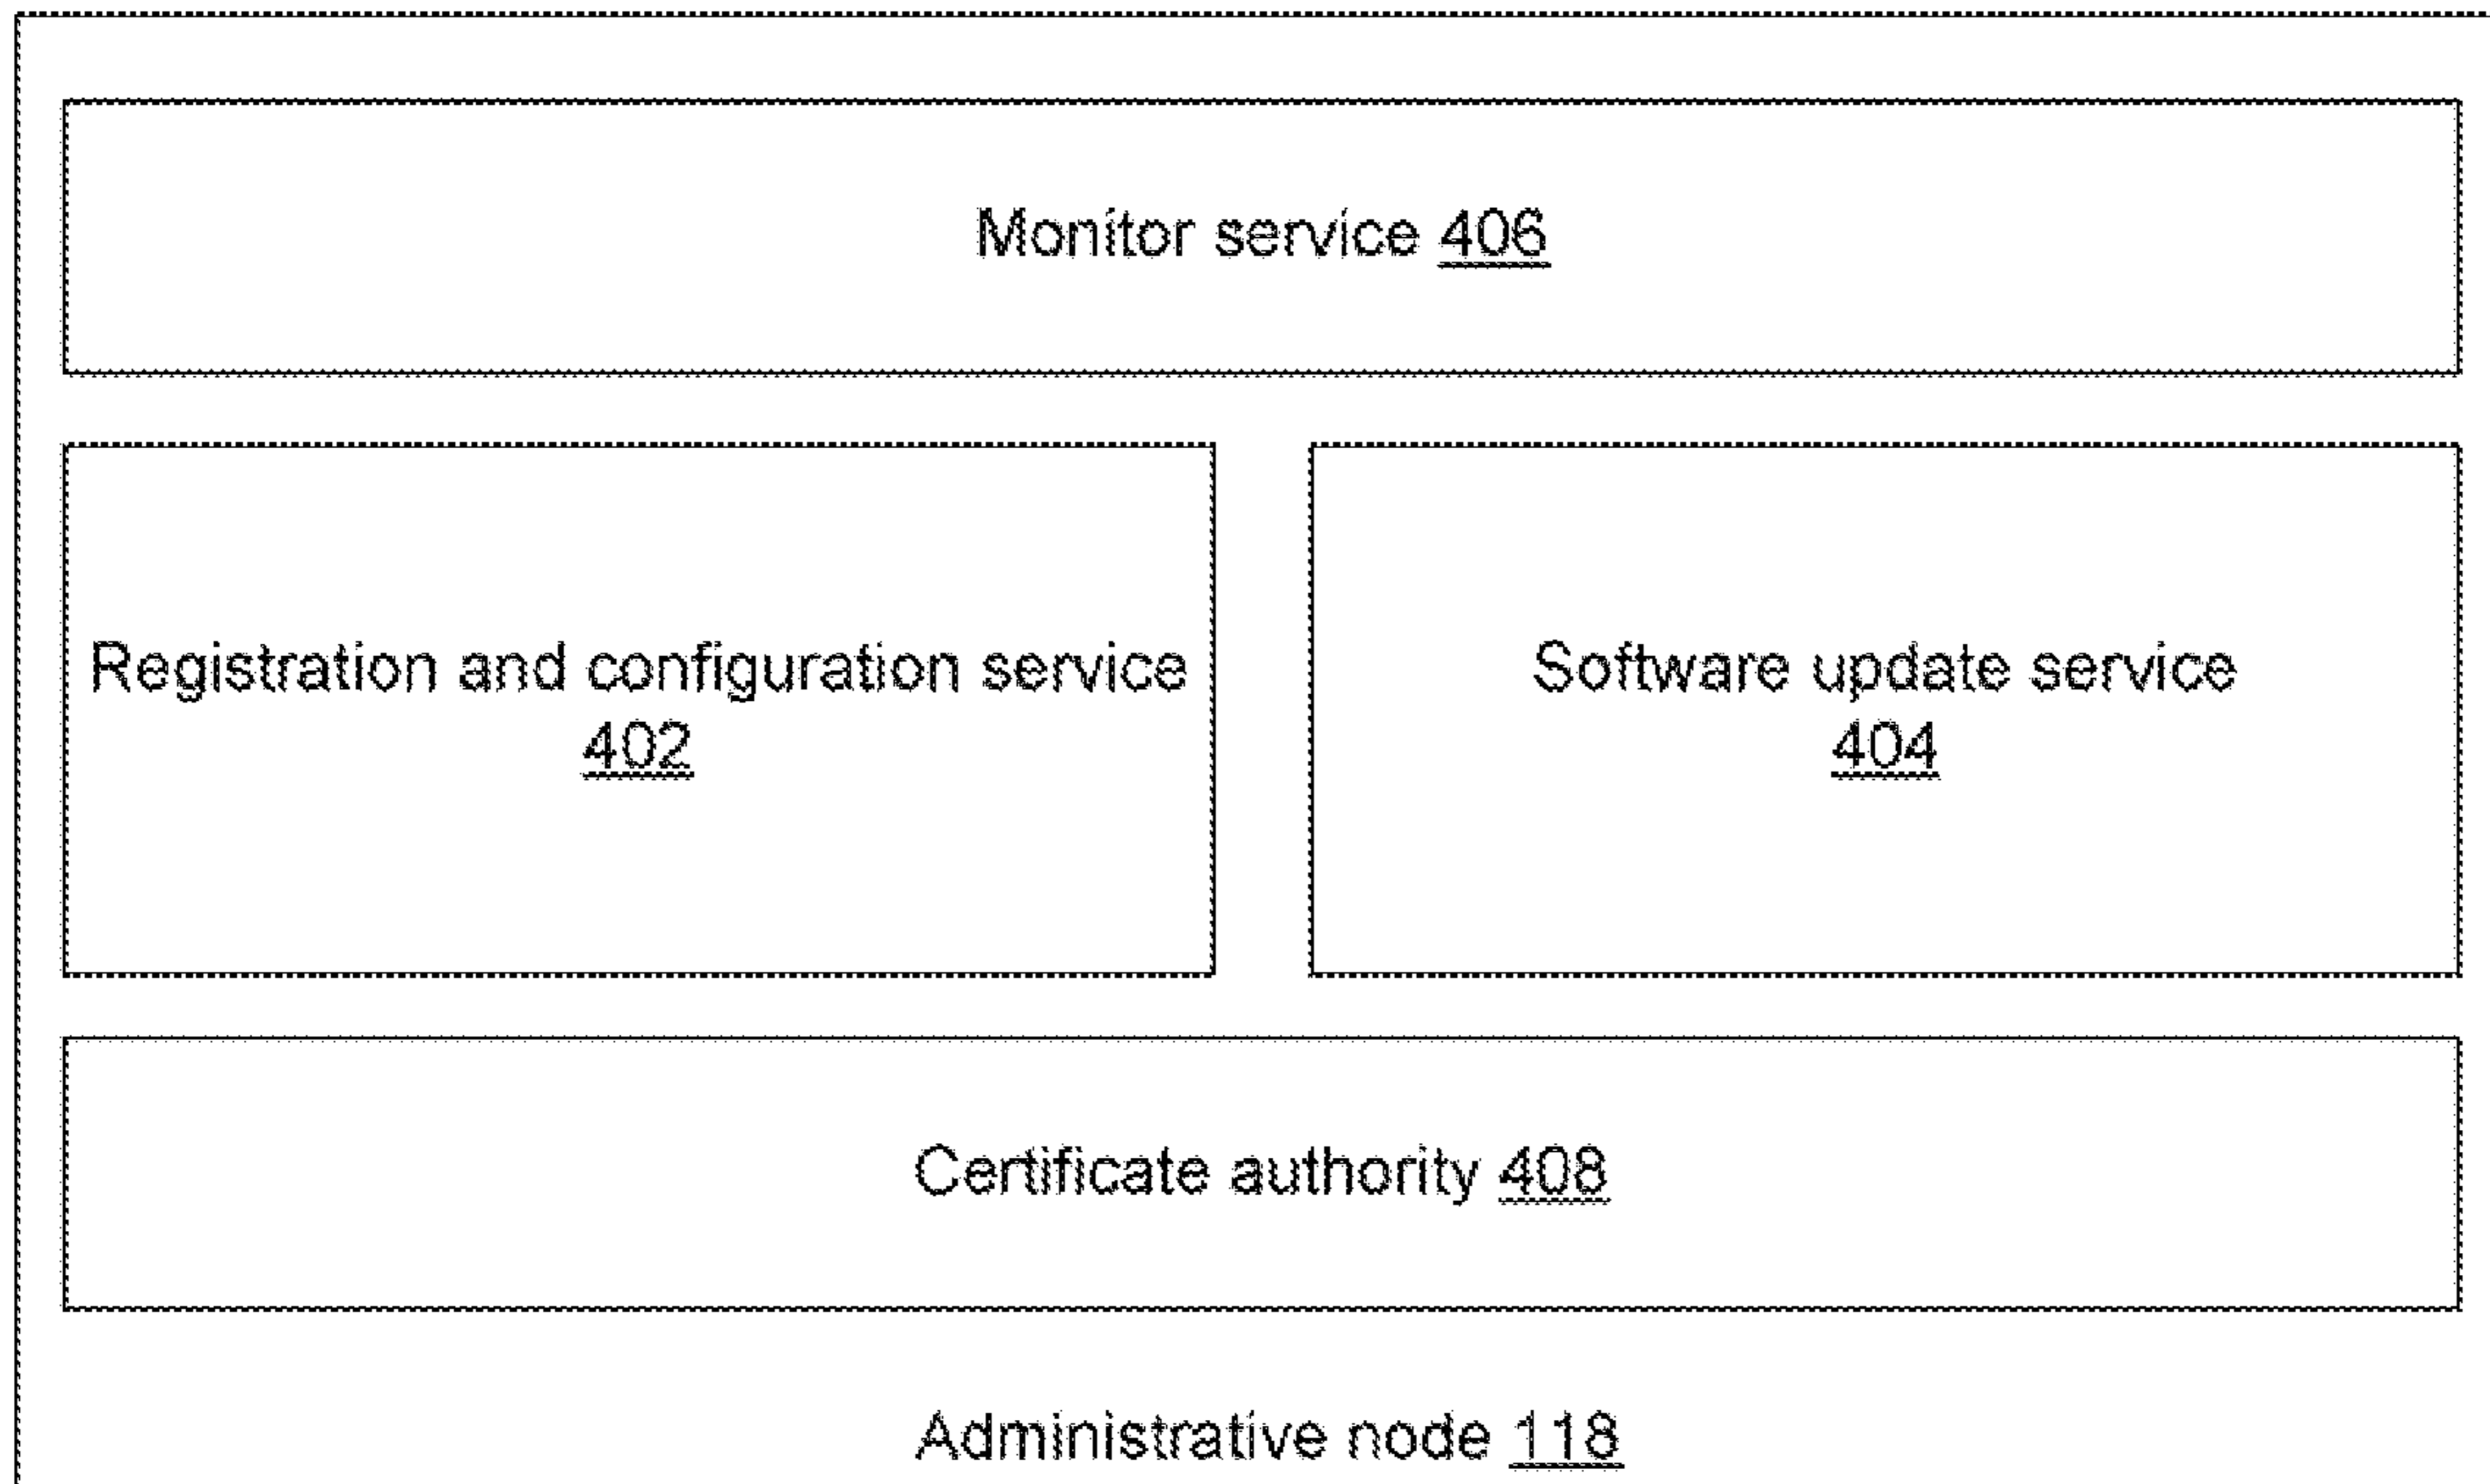 Monitor service 406
Registration and configuration service
402
Software update service
404
Certificate authority 408
Administrative node 118